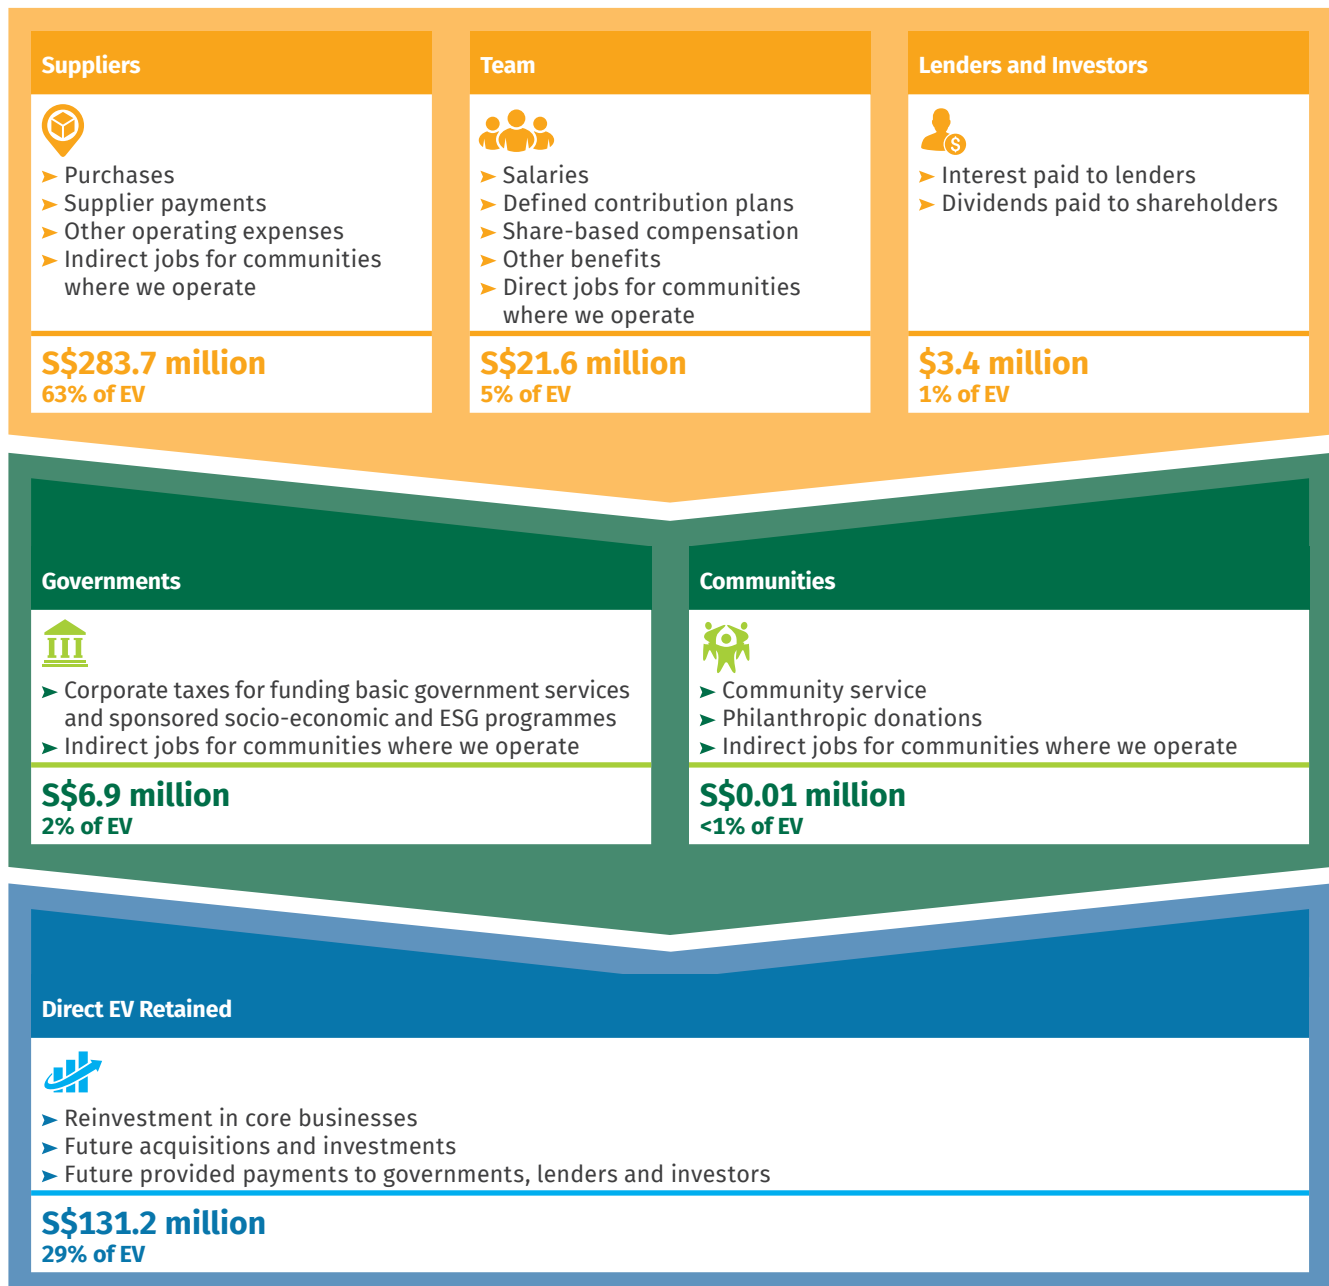 Suppliers
➤ Purchases
➤ Supplier payments
➤ Other operating expenses
➤ Indirect jobs for communities
where we operate
S$283.7 million
63% of EV
Team
➤ Salaries
➤ Defined contribution plans
➤ Share-based compensation
➤ Other benefits
➤ Direct jobs for communities
where we operate
S$21.6 million
5% of EV
Lenders and Investors
$
➤ Interest paid to lenders
➤ Dividends paid to shareholders
$3.4 million
1% of EV
Governments
➤ Corporate taxes for funding basic government services
and sponsored socio-economic and ESG programmes
➤ Indirect jobs for communities where we operate
S$6.9 million
2% of EV
Communities
➤ Community service
➤ Philanthropic donations
➤ Indirect jobs for communities where we operate
S$0.01 million
<1% of EV
Direct EV Retained
➤ Reinvestment in core businesses
➤ Future acquisitions and investments
➤ Future provided payments to governments, lenders and investors
S$131.2 million
29% of EV